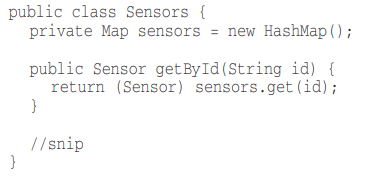 public class Sensors {
private Map sensors = new HashMap();
public Sensor getById(String id) {
return (Sensor) sensors.get(id);
}
//snip
}